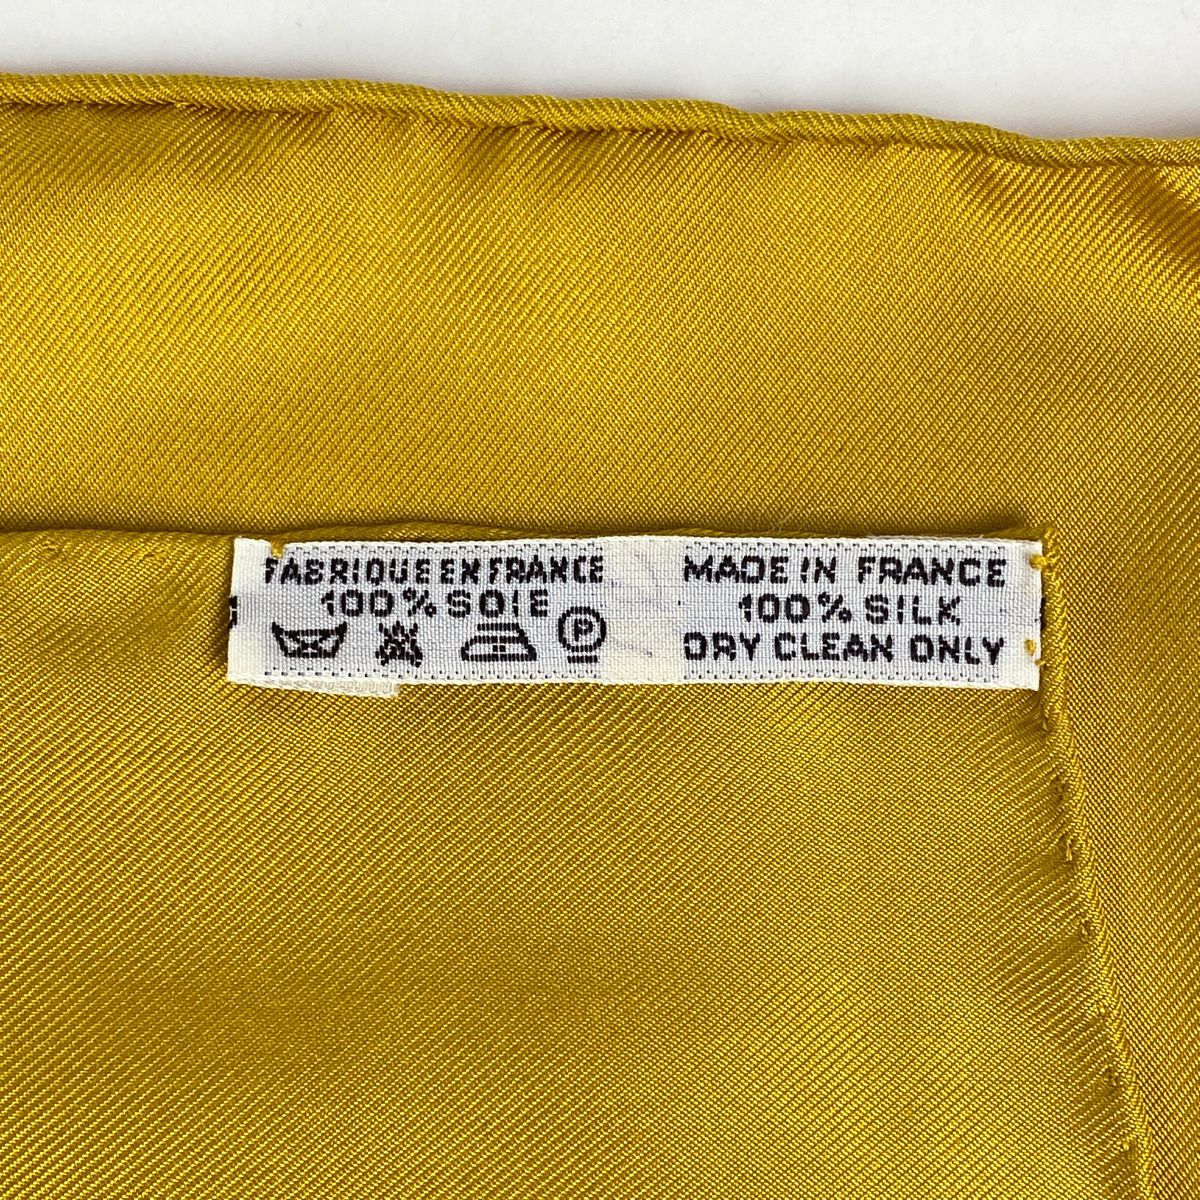 FABRIQUE EN FRANCE
100% SOIE
P
MADE IN FRANCE
100% SILK
DRY CLEAN ONLY